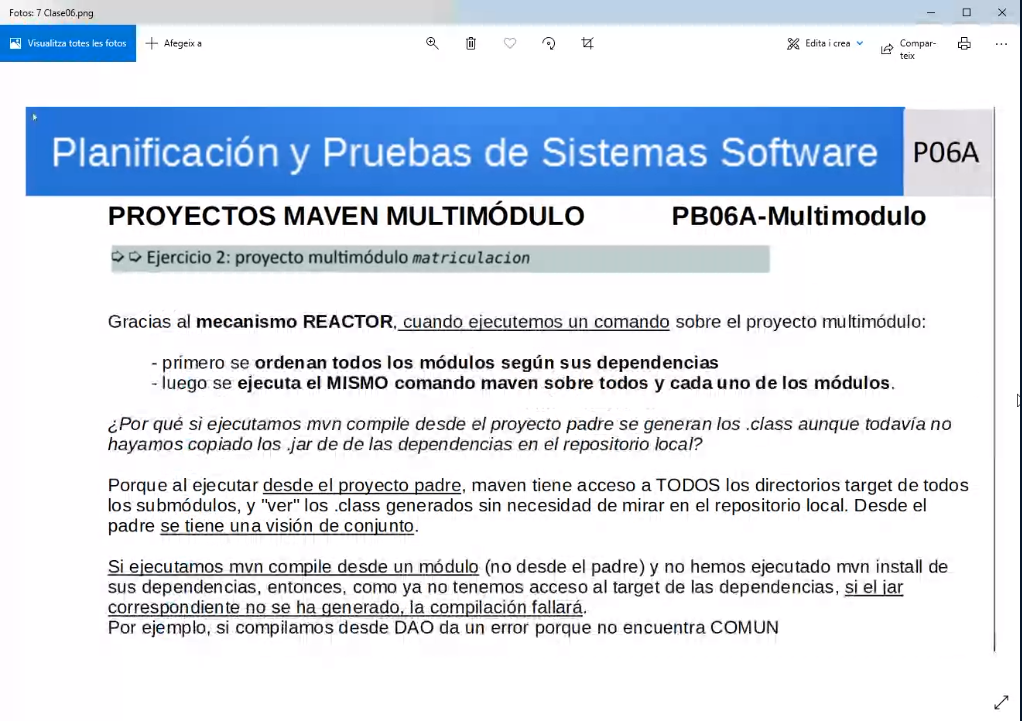 Fotos: 7 Clase06.png
Visualitza totes les fotos
Afegeix a
Edita i crea
Compar-
teix
Planificación y Pruebas de Sistemas Software
P06A
PROYECTOS MAVEN MULTIMÓDULO PB06A-Multimodulo
➩ ➩ Ejercicio 2: proyecto multimódulo matriculacion
Gracias al mecanismo REACTOR, cuando ejecutemos un comando sobre el proyecto multimódulo:
- primero se ordenan todos los módulos según sus dependencias
- luego se ejecuta el MISMO comando maven sobre todos y cada uno de los módulos.
¿Por qué si ejecutamos mvn compile desde el proyecto padre se generan los .class aunque todavía no
hayamos copiado los .jar de de las dependencias en el repositorio local?
Porque al ejecutar desde el proyecto padre, maven tiene acceso a TODOS los directorios target de todos
los submódulos, y "ver" los .class generados sin necesidad de mirar en el repositorio local. Desde el
padre se tiene una visión de conjunto.
Si ejecutamos mvn compile desde un módulo (no desde el padre) y no hemos ejecutado mvn install de
sus dependencias, entonces, como ya no tenemos acceso al target de las dependencias, si el jar
correspondiente no se ha generado, la compilación fallará.
Por ejemplo, si compilamos desde DAO da un error porque no encuentra COMUN